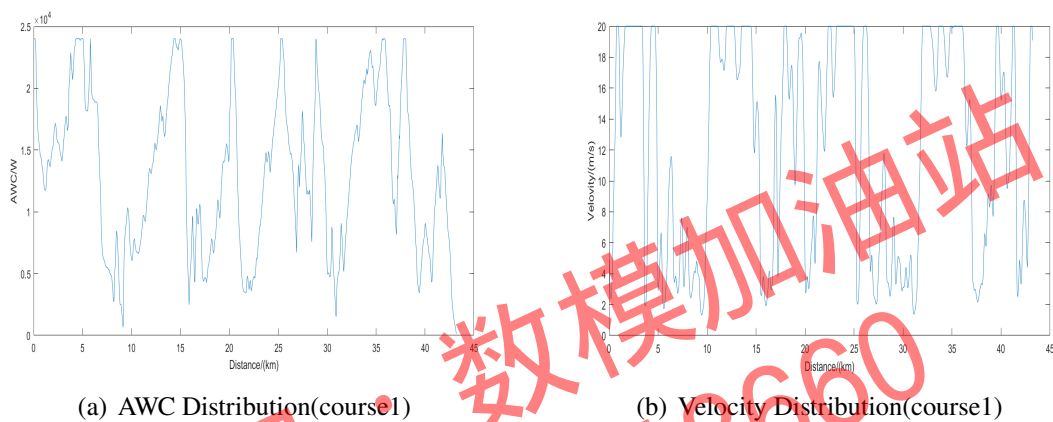 ×10⁴
2.5
2
1.5
1
0.5
0
AWC/W
0 5 10 15 20 25 30 35 40 45
Distance/(km)
(a) AWC Distribution(course1)
20
18
16
14
12
10
8
6
4
2
0
Velovity/(m/s)
0 5 10 15 20 25 30 35 40 45
Distance/(km)
(b) Velocity Distribution(course1)
数模加油站
660